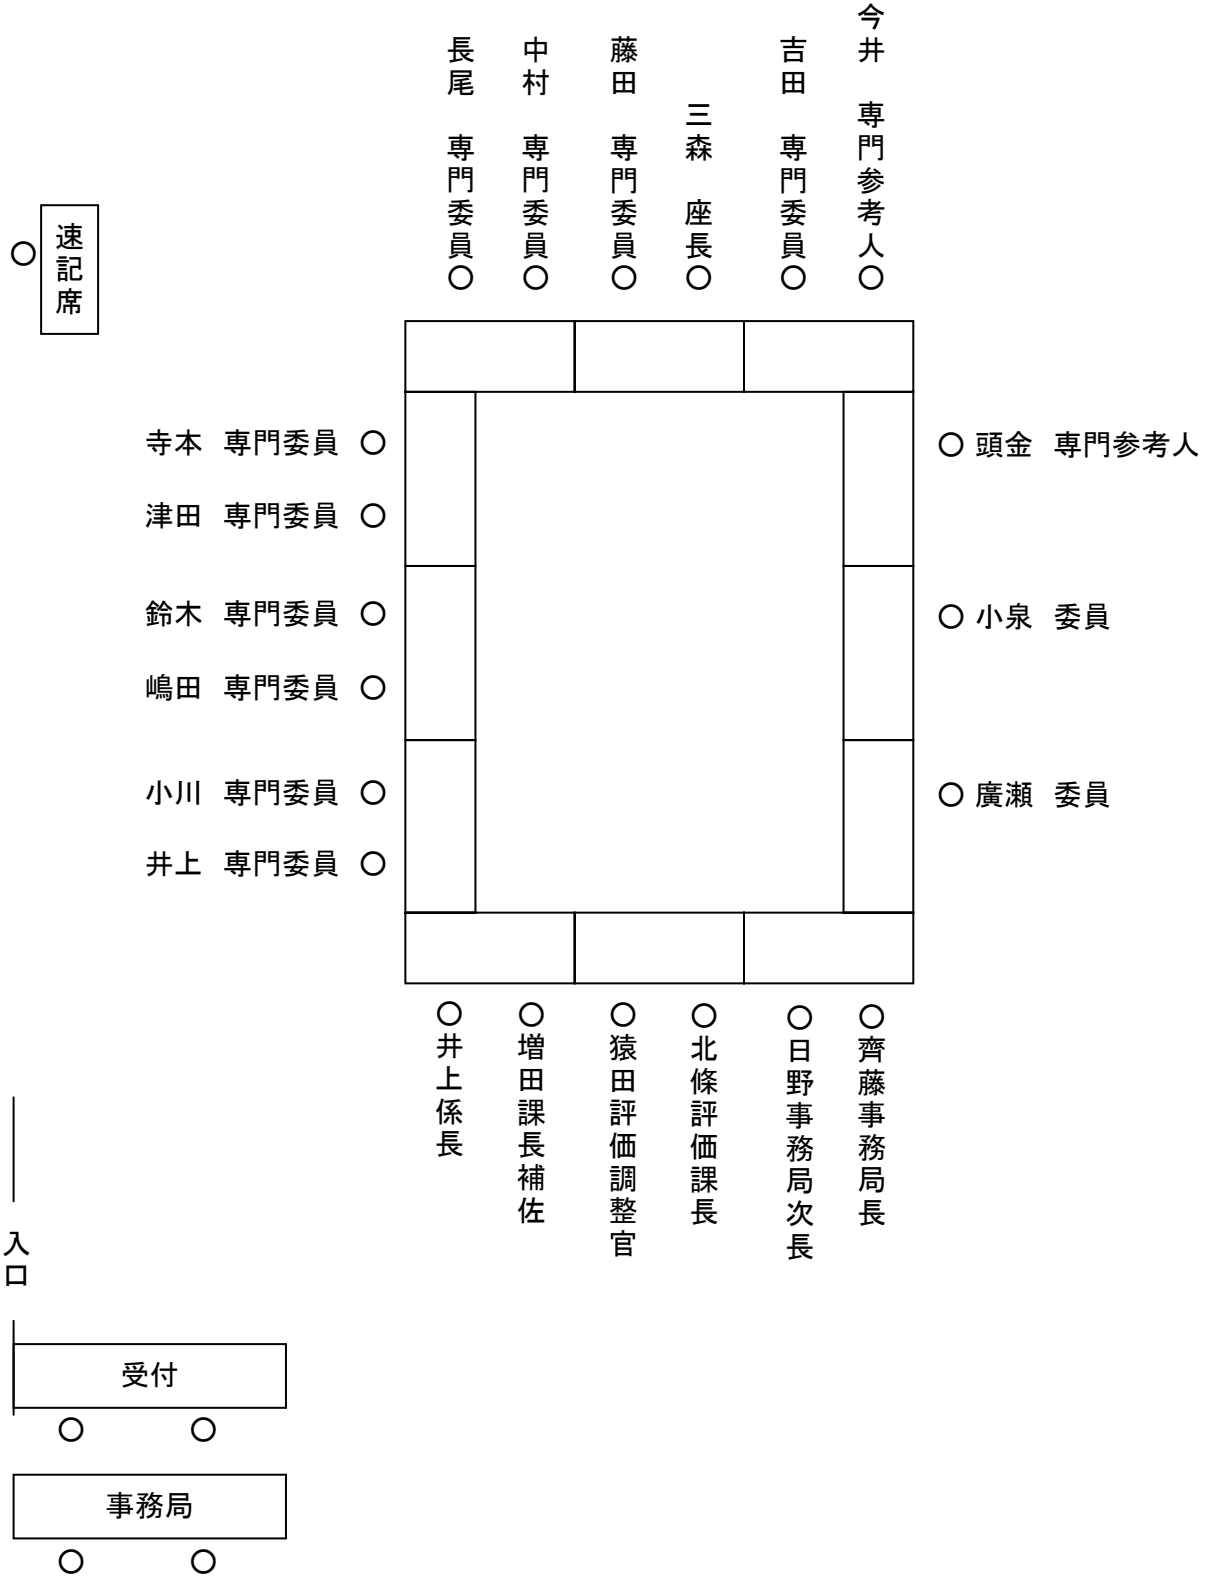 長尾 専門委員○
中村 専門委員○
藤田 専門委員○
三森 座長○
吉田 専門委員○
今井 専門参考人○
○
速記席
寺本 専門委員 ○
津田 専門委員 ○
鈴木 専門委員 ○
嶋田 専門委員 ○
小川 専門委員 ○
井上 専門委員 ○
○ 頭金 専門参考人
○ 小泉 委員
○ 廣瀬 委員
○井上係長
○増田課長補佐
○猿田評価調整官
○北條評価課長
○日野事務局次長
○齊藤事務局長
入口
受付
○ ○
事務局
○ ○